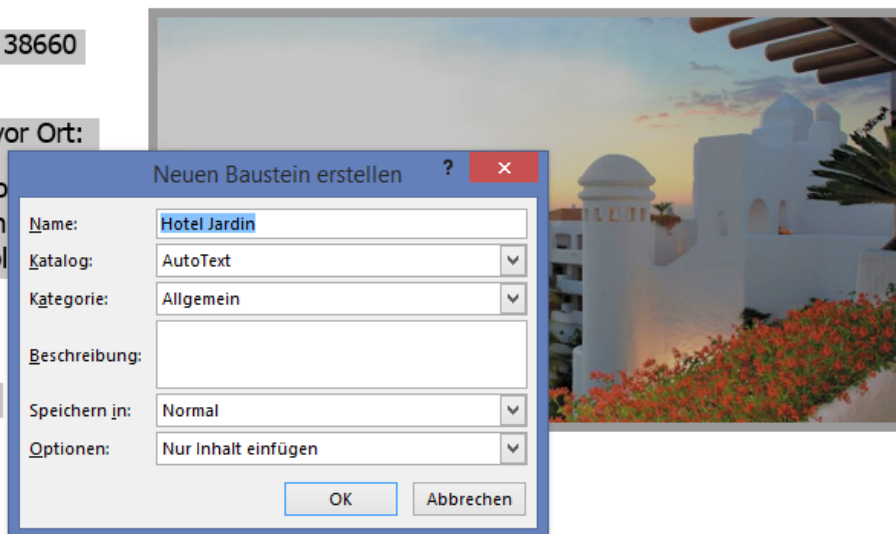 38660
vor Ort:
Neuen Baustein erstellen ?
Name: Hotel Jardin
Katalog: AutoText
Kategorie: Allgemein
Beschreibung:
Speichern in: Normal
Optionen: Nur Inhalt einfügen
OK Abbrechen